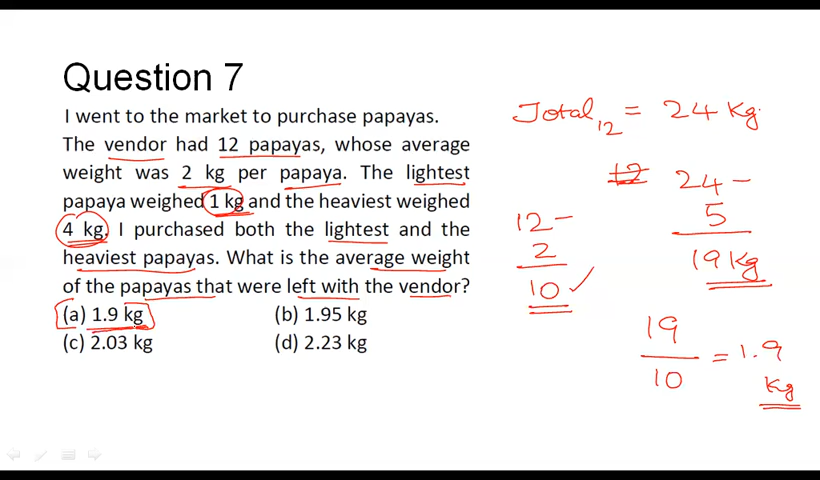 Question 7
I went to the market to purchase papayas.
The vendor had 12 papayas, whose average
weight was 2 kg per papaya. The lightest
papaya weighed 1 kg and the heaviest weighed
4 kg. I purchased both the lightest and the
heaviest papayas. What is the average weight
of the papayas that were left with the vendor?
(a) 1.9 kg (b) 1.95 kg
(c) 2.03 kg (d) 2.23 kg
Total12 = 24 kg
12
24 -
5
19 kg
12 -
2
10
19
10
= 1.9
kg